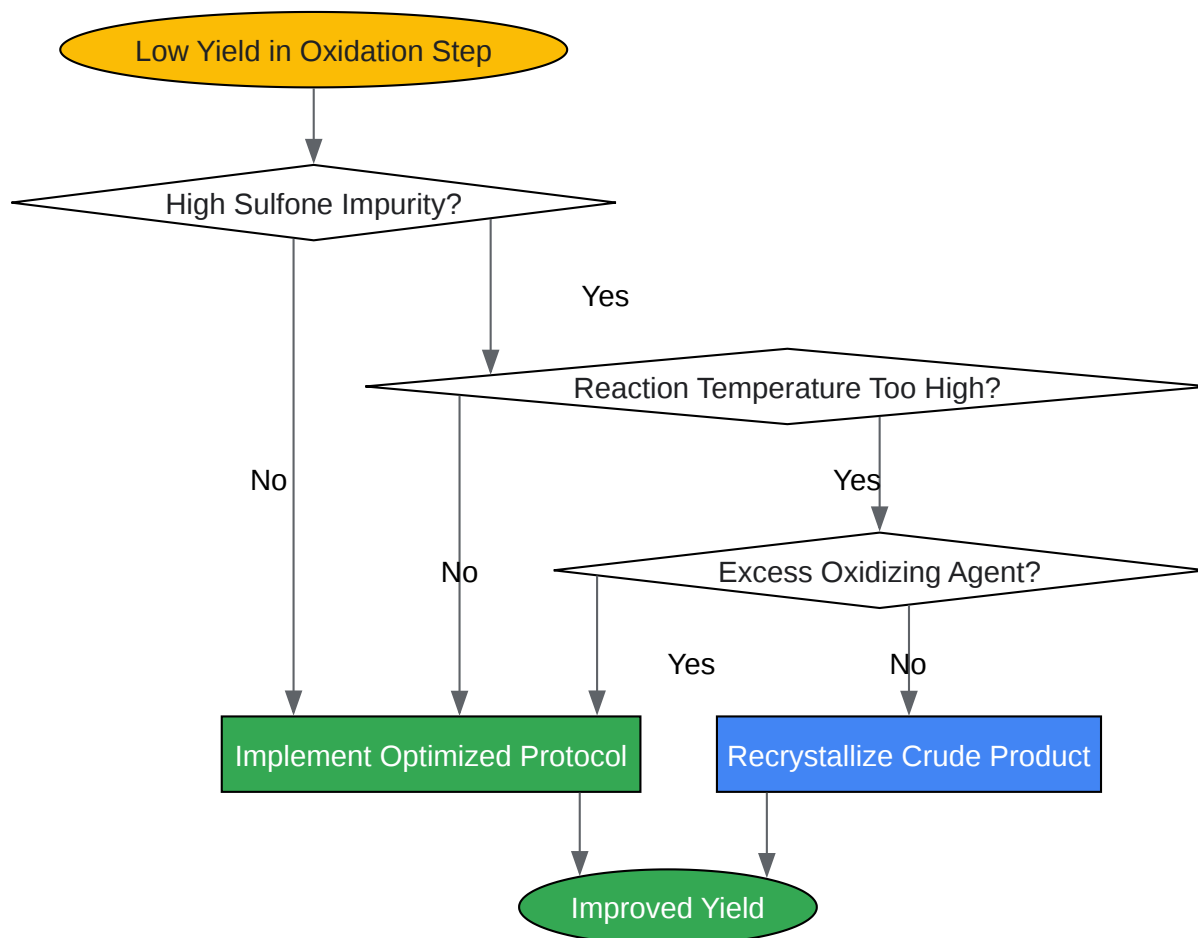 Low Yield in Oxidation Step
High Sulfone Impurity?
Yes
Reaction Temperature Too High?
No
Yes
No
Excess Oxidizing Agent?
Yes
No
Implement Optimized Protocol
Recrystallize Crude Product
Improved Yield